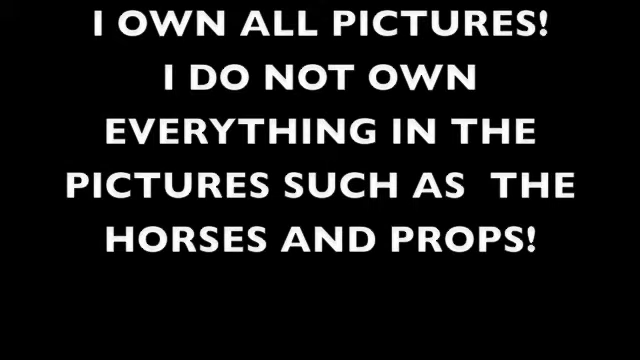 I OWN ALL PICTURES!
I DO NOT OWN
EVERYTHING IN THE
PICTURES SUCH AS  THE
HORSES AND PROPS!